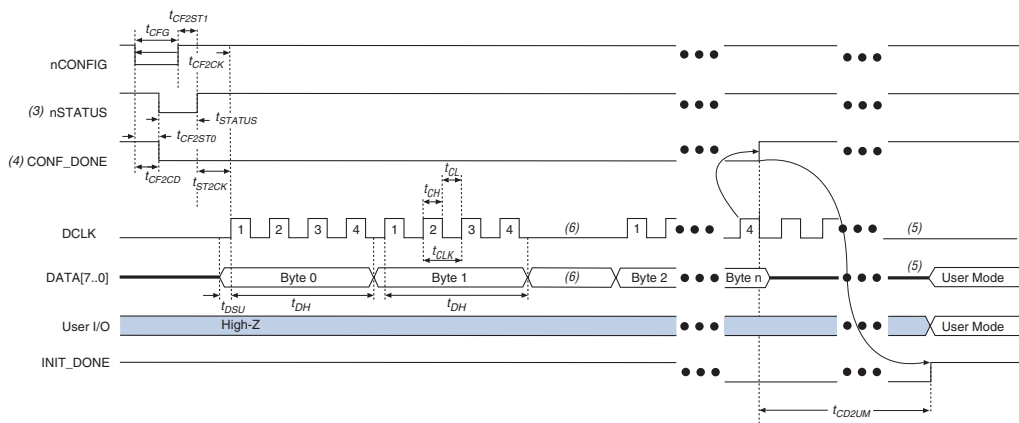 tCF2ST1
tCFG
nCONFIG
tCF2CK
(3) nSTATUS
tSTATUS
tCF2ST0
(4) CONF_DONE
tCF2CD
tST2CK
tCL
tCH
DCLK 1 2 3 4 1 2 3 4 (6) 1 4 (5)
tCLK
DATA[7..0] Byte 0 Byte 1 (6) Byte 2 Byte n (5) User Mode
tDSU tDH tDH
User I/O High-Z User Mode
INIT_DONE
tCD2UM